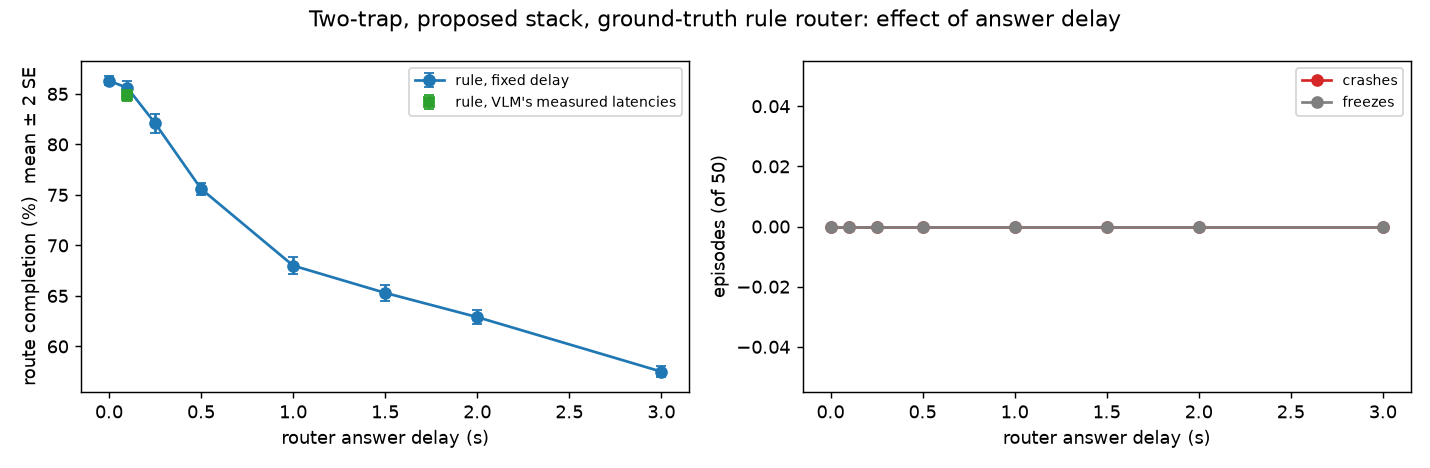 Two-trap, proposed stack, ground-truth rule router: effect of answer delay
route completion (%)  mean ± 2 SE
85
80
75
70
65
60
rule, fixed delay
rule, VLM's measured latencies
0.0 0.5 1.0 1.5 2.0 2.5 3.0
router answer delay (s)
episodes (of 50)
0.04
0.02
0.00
−0.02
−0.04
crashes
freezes
0.0 0.5 1.0 1.5 2.0 2.5 3.0
router answer delay (s)